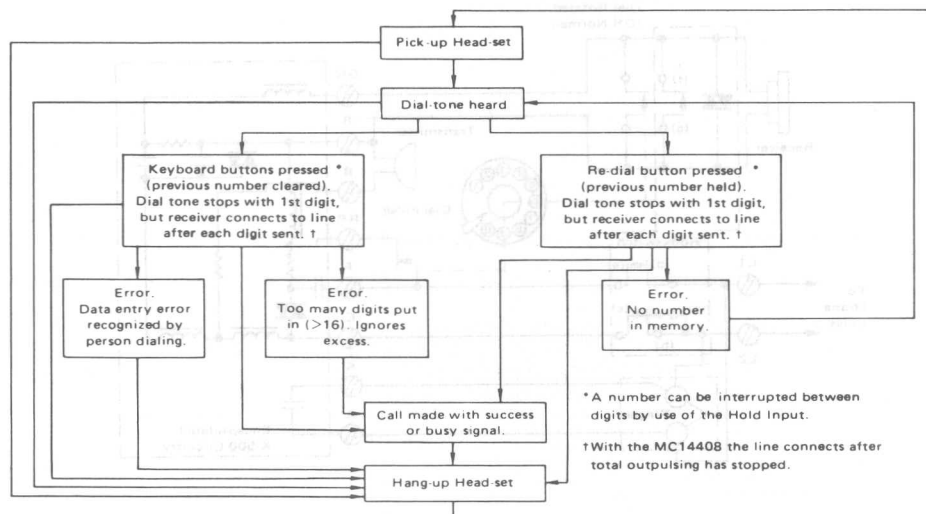 Pick-up Head-set
Dial-tone heard
Keyboard buttons pressed *
(previous number cleared).
Dial tone stops with 1st digit,
but receiver connects to line
after each digit sent. †
Re-dial button pressed *
(previous number held).
Dial tone stops with 1st digit,
but receiver connects to line
after each digit sent. †
Error.
Data entry error
recognized by
person dialing.
Error.
Too many digits put
in (>16). Ignores
excess.
Error.
No number
in memory.
Call made with success
or busy signal.
Hang-up Head-set
* A number can be interrupted between
digits by use of the Hold Input.
†With the MC14408 the line connects after
total outpulsing has stopped.